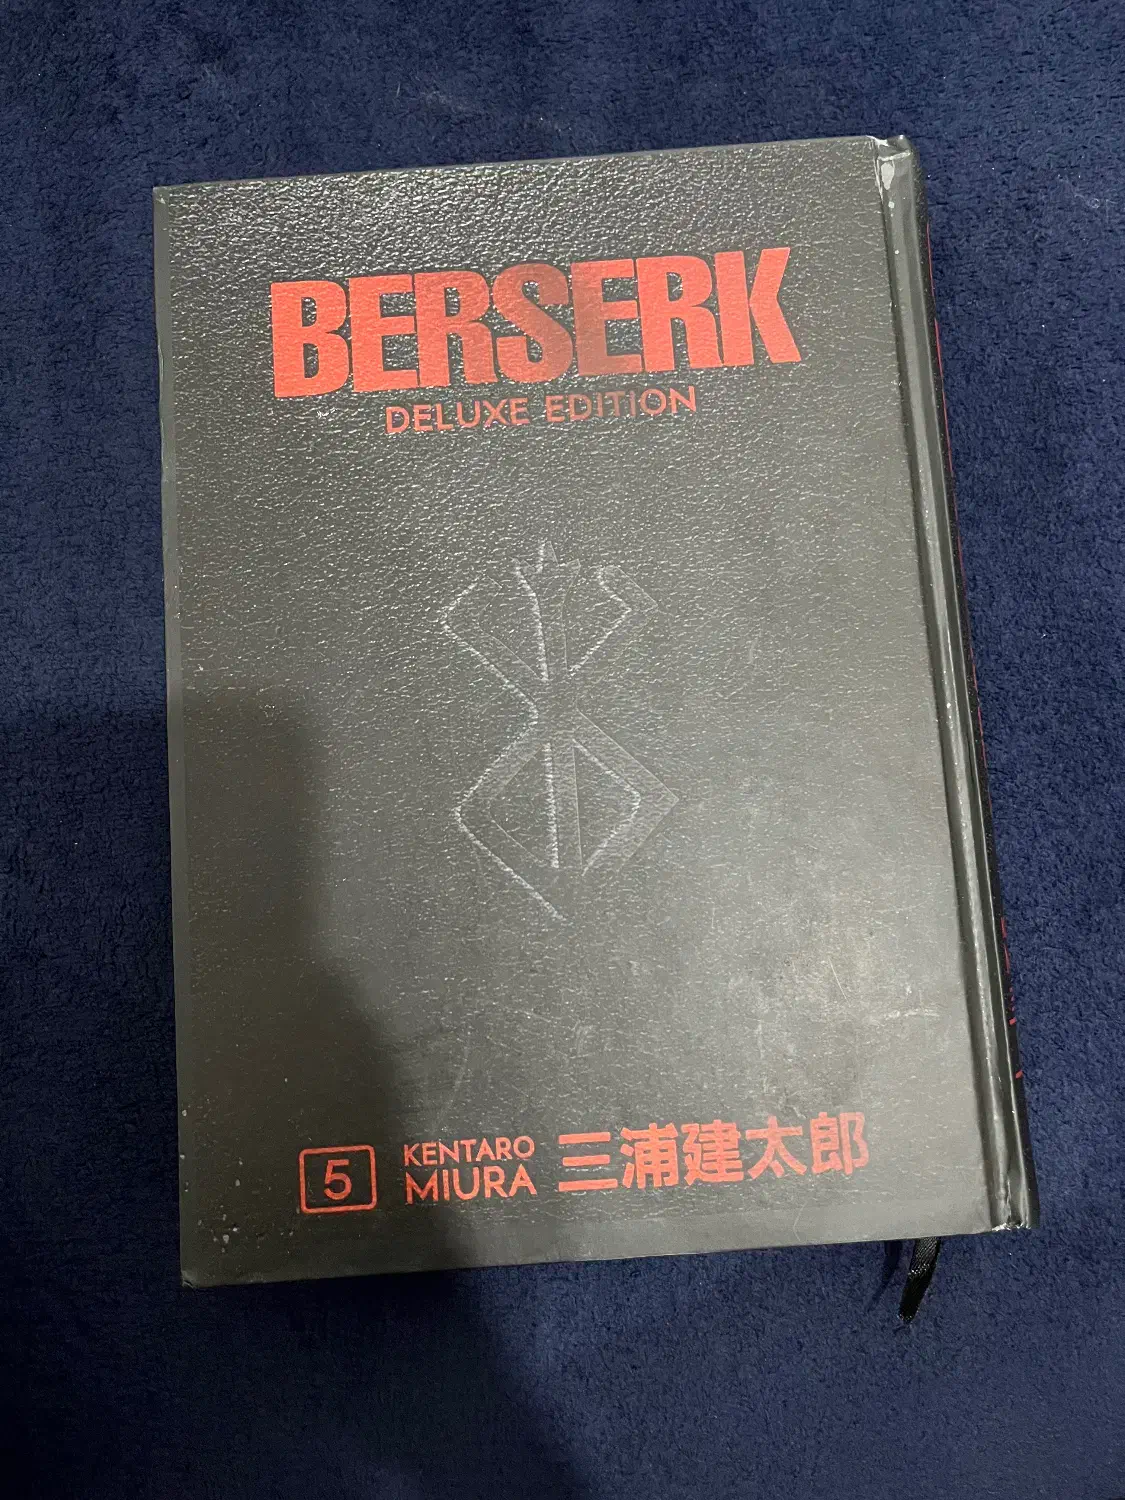 BERSERK
DELUXE EDITION
5
KENTARO
MIURA
三浦建太郎